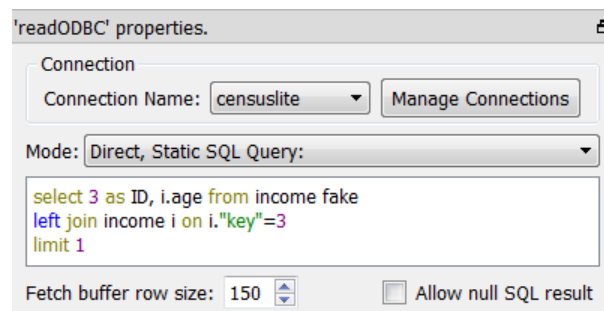 'readODBC' properties.
Connection
Connection Name: censuslite Manage Connections
Mode: Direct, Static SQL Query:
select 3 as ID, i.age from income fake
left join income i on i."key"=3
limit 1
Fetch buffer row size: 150 Allow null SQL result